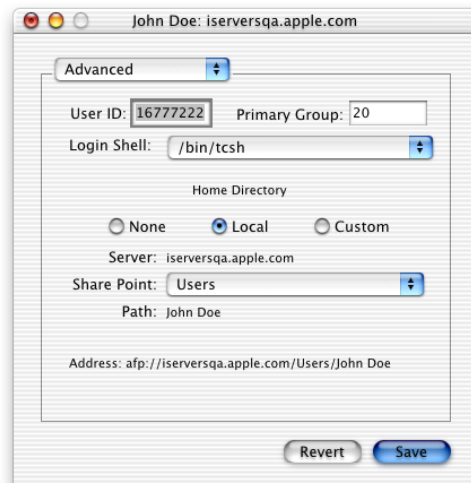 John Doe: iserversqa.apple.com
Advanced
User ID: 16777222 Primary Group: 20
Login Shell: /bin/tcsh
Home Directory
None Local Custom
Server: iserversqa.apple.com
Share Point: Users
Path: John Doe
Address: afp://iserversqa.apple.com/Users/John Doe
Revert Save